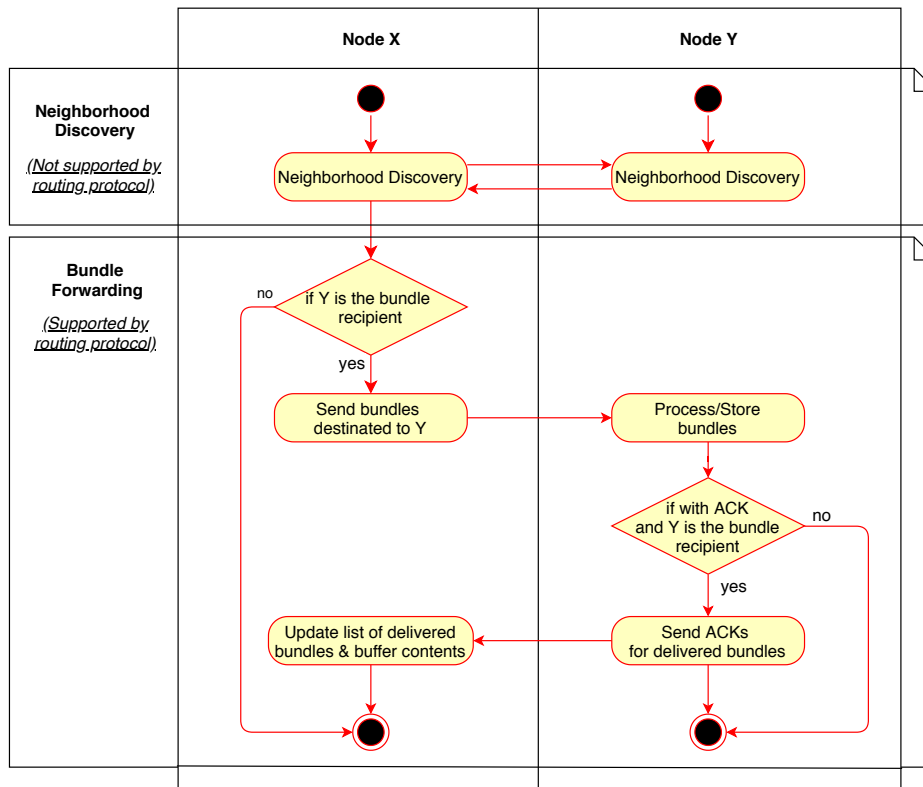 Node X
Node Y
Neighborhood
Discovery
(Not supported by
routing protocol)
Neighborhood Discovery
Neighborhood Discovery
Bundle
Forwarding
(Supported by
routing protocol)
no
if Y is the bundle
recipient
yes
Send bundles
destinated to Y
Process/Store
bundles
if with ACK
and Y is the bundle
recipient
no
yes
Update list of delivered
bundles & buffer contents
Send ACKs
for delivered bundles